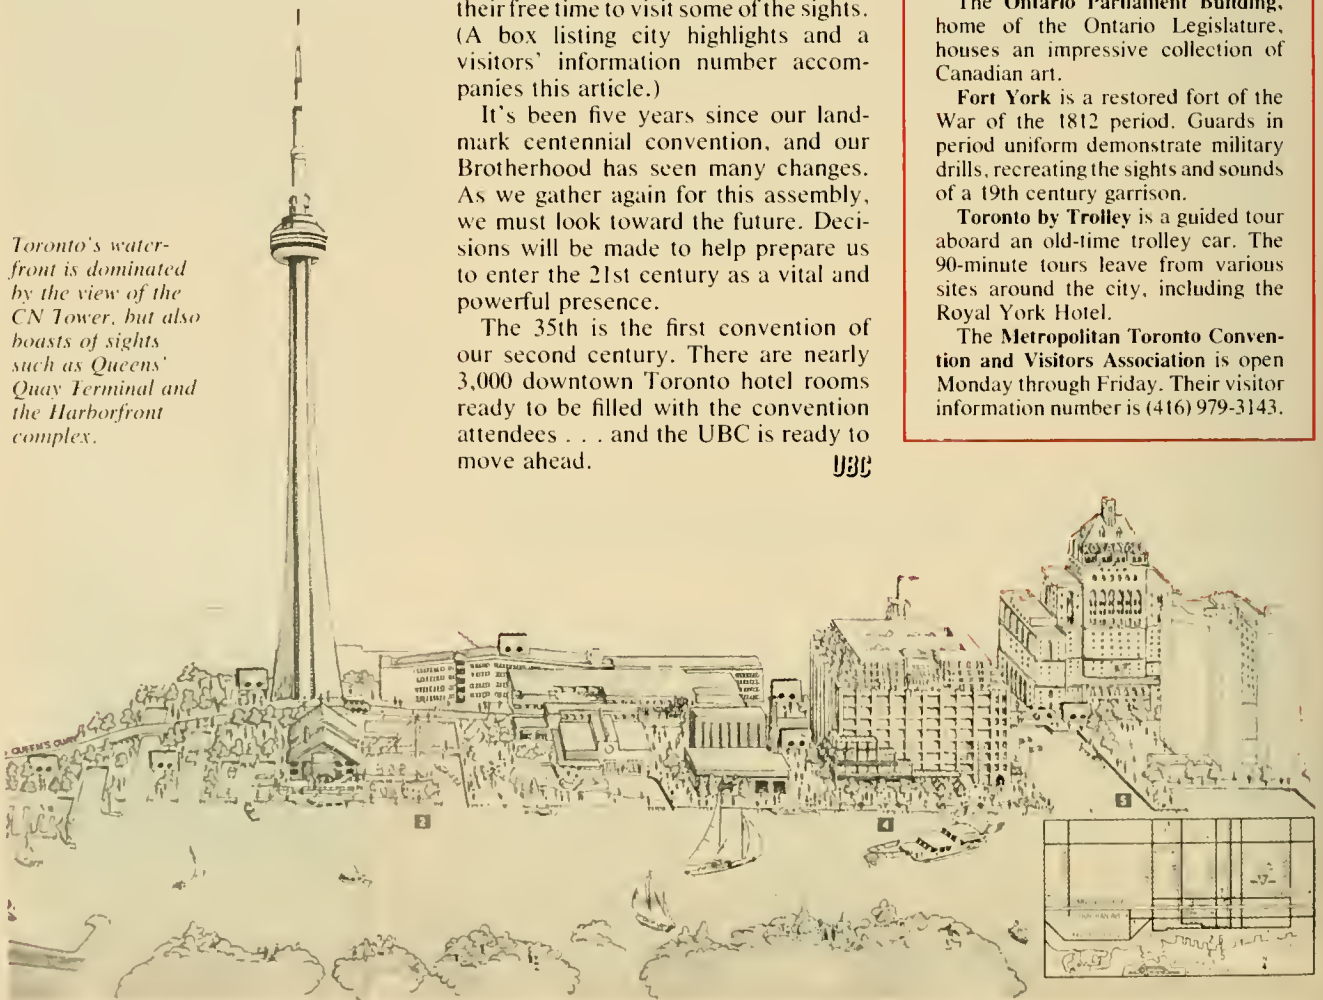 their free time to visit some of the sights.
(A box listing city highlights and a
visitors' information number accom-
panies this article.)
It's been five years since our land-
mark centennial convention, and our
Brotherhood has seen many changes.
As we gather again for this assembly,
we must look toward the future. Deci-
sions will be made to help prepare us
to enter the 21st century as a vital and
powerful presence.
The 35th is the first convention of
our second century. There are nearly
3,000 downtown Toronto hotel rooms
ready to be filled with the convention
attendees . . . and the UBC is ready to
move ahead.
UBC
The Ontario Parliament Building,
home of the Ontario Legislature,
houses an impressive collection of
Canadian art.
Fort York is a restored fort of the
War of the 1812 period. Guards in
period uniform demonstrate military
drills, recreating the sights and sounds
of a 19th century garrison.
Toronto by Trolley is a guided tour
aboard an old-time trolley car. The
90-minute tours leave from various
sites around the city, including the
Royal York Hotel.
The Metropolitan Toronto Conven-
tion and Visitors Association is open
Monday through Friday. Their visitor
information number is (416) 979-3143.
Toronto's water-
front is dominated
by the view of the
CN Tower, but also
boasts of sights
such as Queens'
Quay Terminal and
the Harborfront
complex.
QUEEN'S QUAY
2
4
5